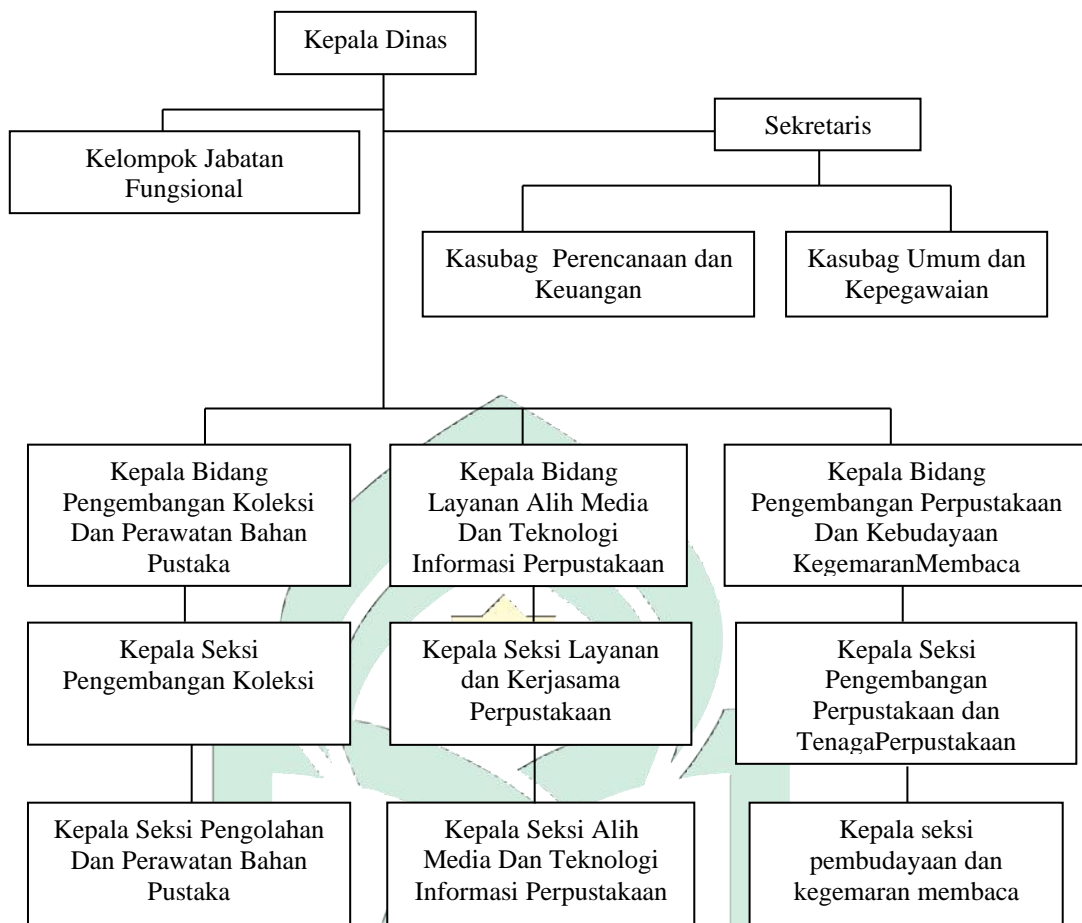 Kepala Dinas
Sekretaris
Kelompok Jabatan
Fungsional
Kasubag Perencanaan dan
Keuangan
Kasubag Umum dan
Kepegawaian
Kepala Bidang
Pengembangan Koleksi
Dan Perawatan Bahan
Pustaka
Kepala Bidang
Layanan Alih Media
Dan Teknologi
Informasi Perpustakaan
Kepala Bidang
Pengembangan Perpustakaan
Dan Kebudayaan
KegemaranMembaca
Kepala Seksi
Pengembangan Koleksi
Kepala Seksi Layanan
dan Kerjasama
Perpustakaan
Kepala Seksi
Pengembangan
Perpustakaan dan
TenagaPerpustakaan
Kepala Seksi Pengolahan
Dan Perawatan Bahan
Pustaka
Kepala Seksi Alih
Media Dan Teknologi
Informasi Perpustakaan
Kepala seksi
pembudayaan dan
kegemaran membaca